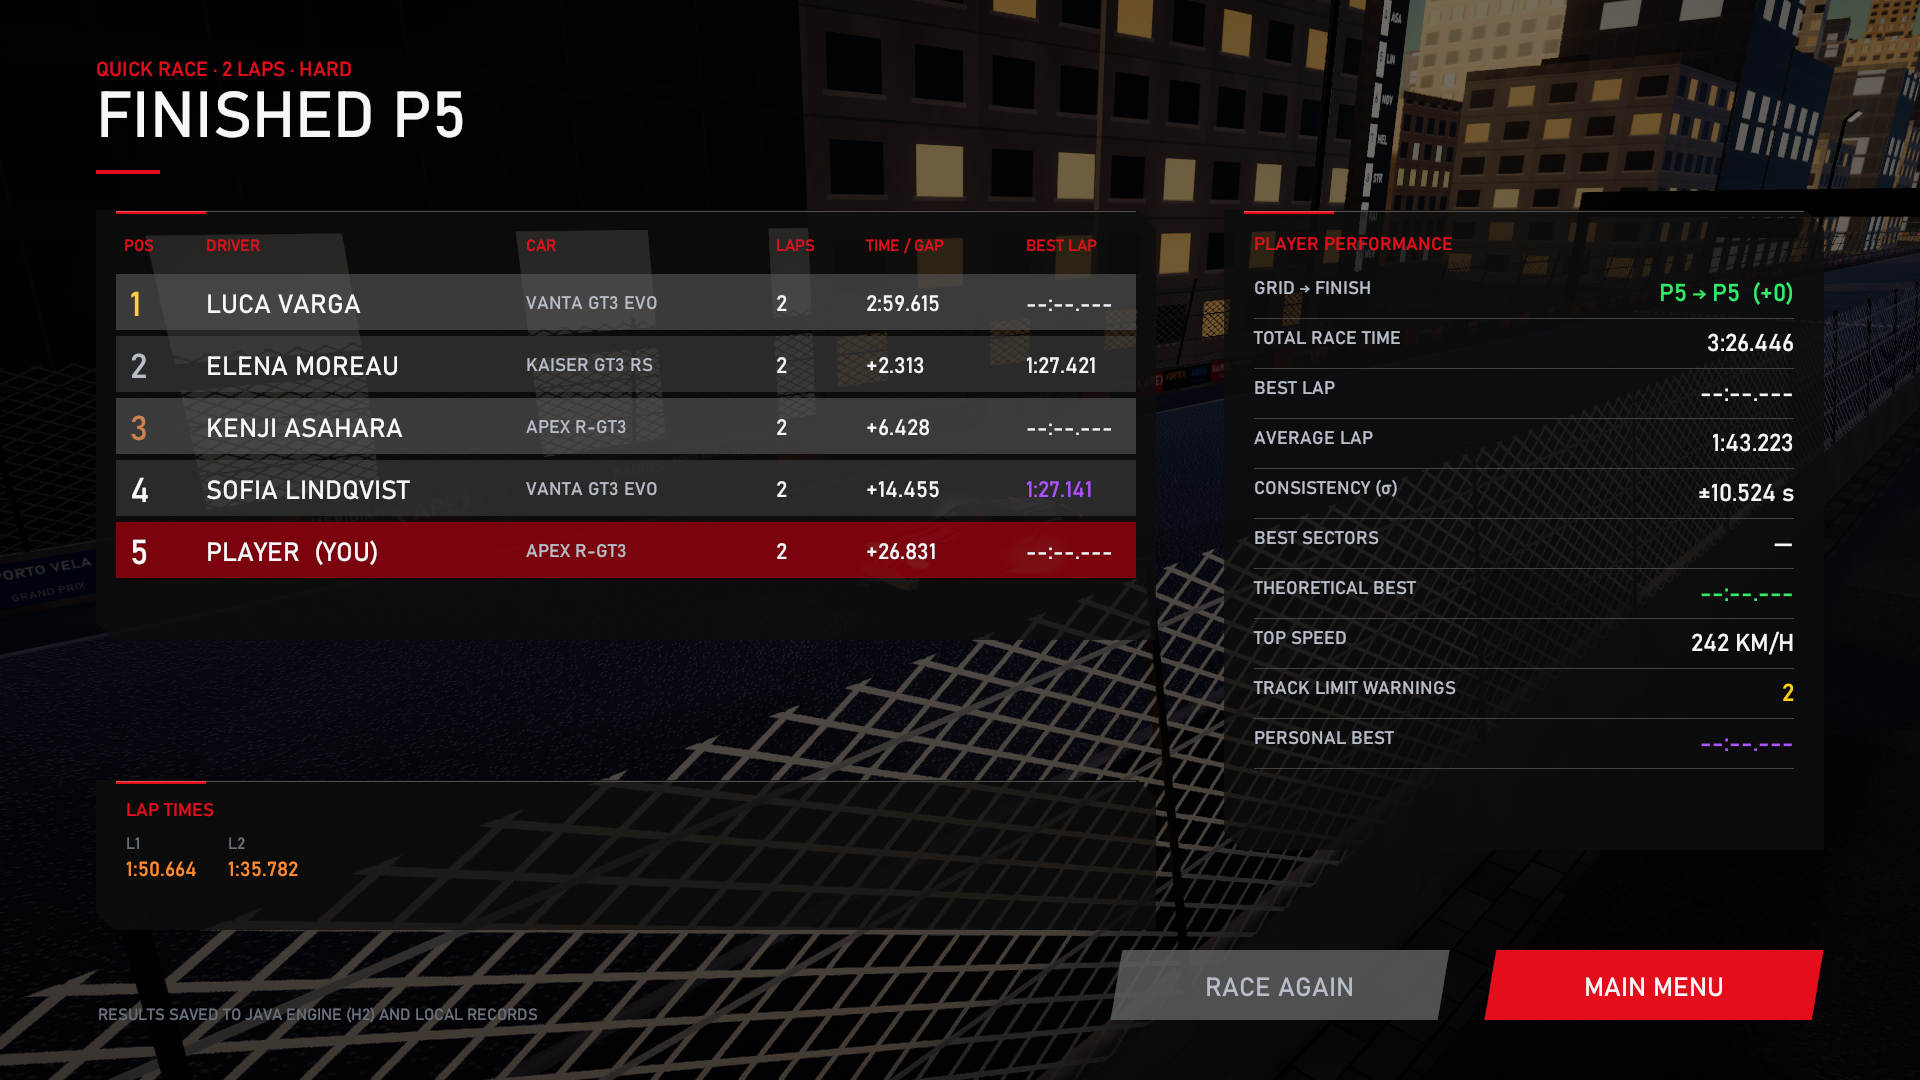 QUICK RACE · 2 LAPS · HARD
FINISHED P5
POS DRIVER CAR LAPS TIME / GAP BEST LAP
1 LUCA VARGA VANTA GT3 EVO 2 2:59.615 --:--.---
2 ELENA MOREAU KAISER GT3 RS 2 +2.313 1:27.421
3 KENJI ASAHARA APEX R-GT3 2 +6.428 --:--.---
4 SOFIA LINDQVIST VANTA GT3 EVO 2 +14.455 1:27.141
5 PLAYER (YOU) APEX R-GT3 2 +26.831 --:--.---
PLAYER PERFORMANCE
GRID → FINISH P5 → P5 (+0)
TOTAL RACE TIME 3:26.446
BEST LAP --:--.---
AVERAGE LAP 1:43.223
CONSISTENCY (σ) ±10.524 s
BEST SECTORS —
THEORETICAL BEST --:--.---
TOP SPEED 242 KM/H
TRACK LIMIT WARNINGS 2
PERSONAL BEST --:--.---
PORTO VELA
GRAND PRIX
LAP TIMES
L1 L2
1:50.664 1:35.782
RACE AGAIN
MAIN MENU
RESULTS SAVED TO JAVA ENGINE (H2) AND LOCAL RECORDS